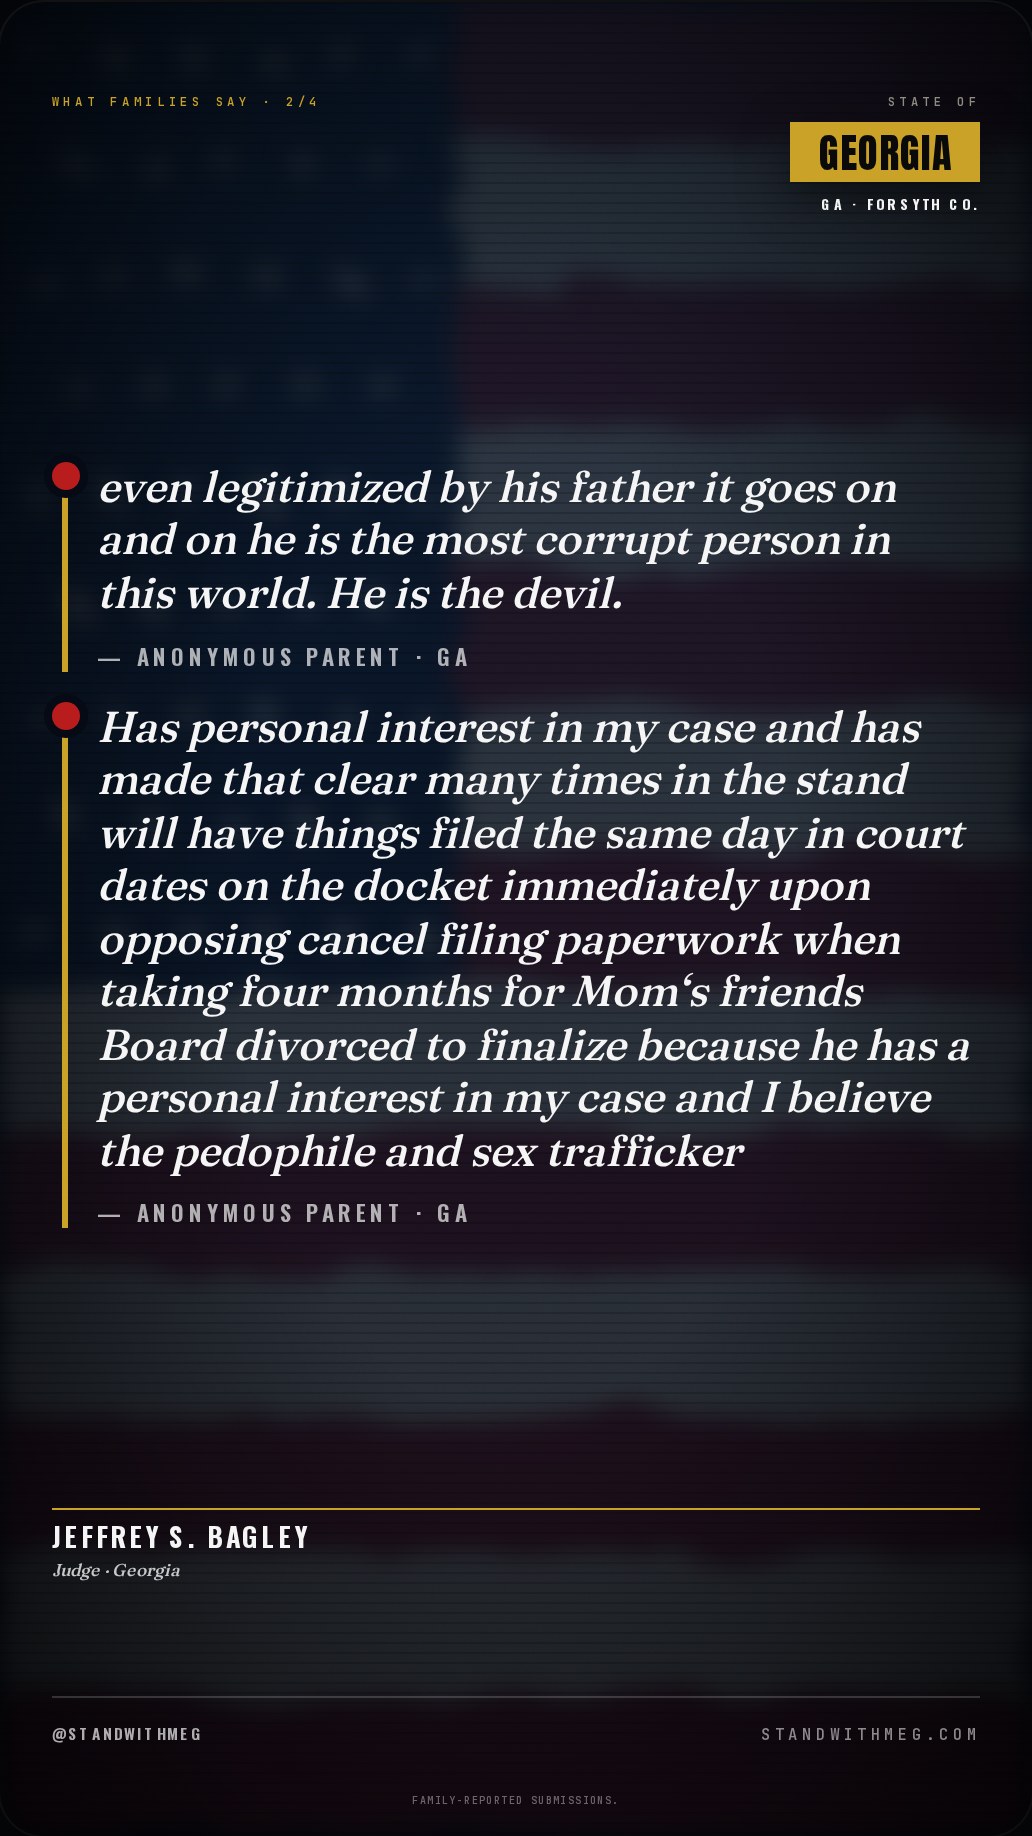 WHAT FAMILIES SAY · 2/4
STATE OF
GEORGIA
GA · FORSYTH CO.
even legitimized by his father it goes on
and on he is the most corrupt person in
this world. He is the devil.
— ANONYMOUS PARENT · GA
Has personal interest in my case and has
made that clear many times in the stand
will have things filed the same day in court
dates on the docket immediately upon
opposing cancel filing paperwork when
taking four months for Mom‘s friends
Board divorced to finalize because he has a
personal interest in my case and I believe
the pedophile and sex trafficker
— ANONYMOUS PARENT · GA
JEFFREY S. BAGLEY
Judge · Georgia
@STANDWITHMEG
STANDWITHMEG.COM
FAMILY-REPORTED SUBMISSIONS.